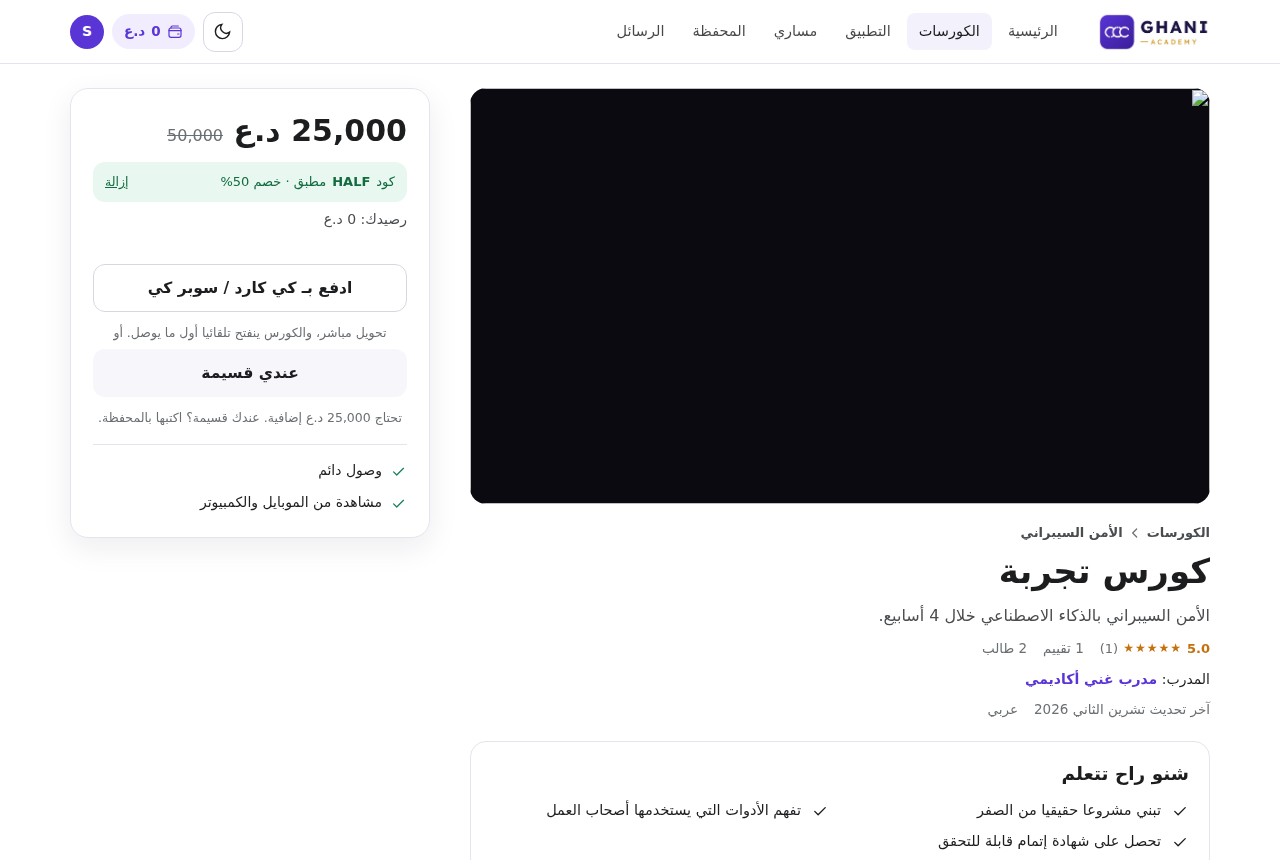 GHANI
ACADEMY
الرئيسية
الكورسات
التطبيق
مساري
المحفظة
الرسائل
0 د.ع
S
25,000 د.ع 50,000
كود HALF مطبق · خصم 50%
إزالة
رصيدك: 0 د.ع
ادفع بـ كي كارد / سوبر كي
تحويل مباشر، والكورس ينفتح تلقائيا أول ما يوصل. أو
عندي قسيمة
تحتاج 25,000 د.ع إضافية. عندك قسيمة؟ اكتبها بالمحفظة.
وصول دائم
مشاهدة من الموبايل والكمبيوتر
الكورسات
الأمن السيبراني
كورس تجربة
الأمن السيبراني بالذكاء الاصطناعي خلال 4 أسابيع.
5.0 ★★★★★ (1) 1 تقييم 2 طالب
المدرب: مدرب غني أكاديمي
آخر تحديث تشرين الثاني 2026 عربي
شنو راح تتعلم
تبني مشروعا حقيقيا من الصفر
تفهم الأدوات التي يستخدمها أصحاب العمل
تحصل على شهادة إتمام قابلة للتحقق